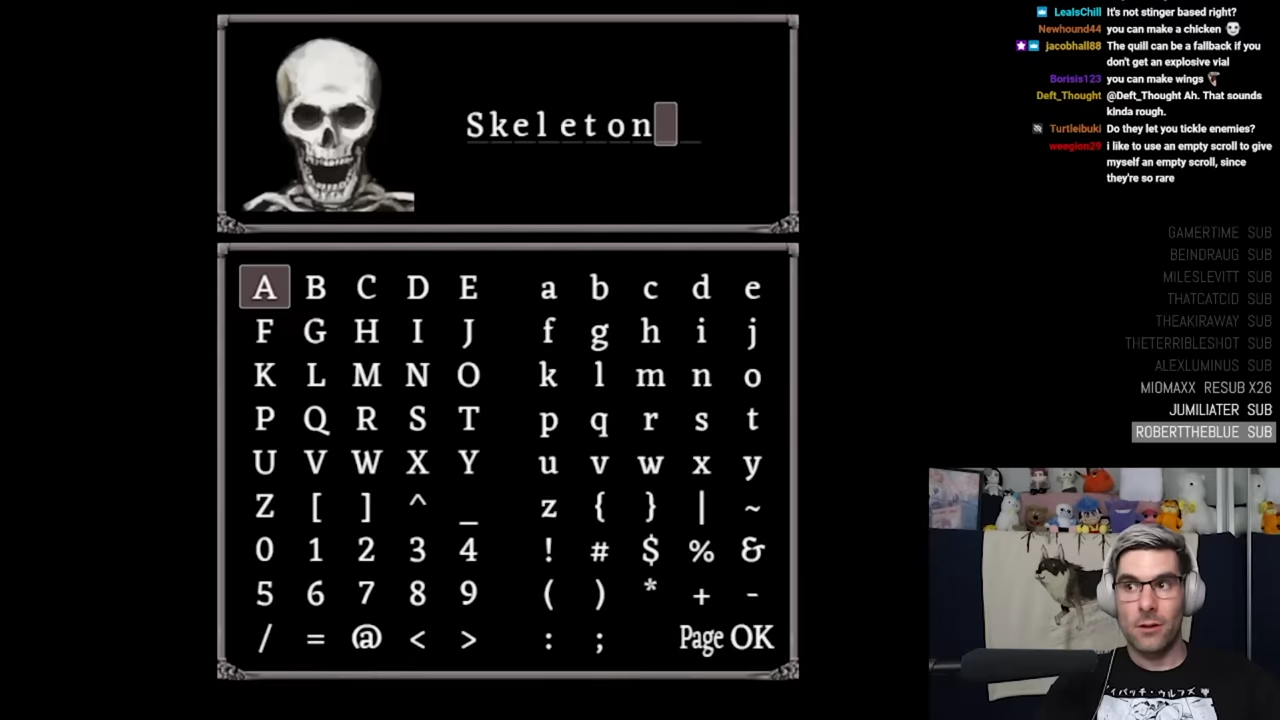 Skeleton
A B C D E a b c d e
F G H I J f g h i j
K L M N O k l m n o
P Q R S T p q r s t
U V W X Y u v w x y
Z [ ] ^ _ z { } | ~
0 1 2 3 4 ! # $ % &
5 6 7 8 9 ( ) * + -
/ = @ < > : ; Page OK
LealsChill It's not stinger based right?
Newhound44 you can make a chicken
jacobhall88 The quill can be a fallback if you
don't get an explosive vial
Borisis123 you can make wings
Deft_Thought @Deft_Thought Ah. That sounds
kinda rough.
Turtleibuki Do they let you tickle enemies?
weegion29 i like to use an empty scroll to give
myself an empty scroll, since
they're so rare
GAMERTIME SUB
BEINDRAUG SUB
MILESLEVITT SUB
THATCATCID SUB
THEAKIRAWAY SUB
THETERRIBLESHOT SUB
ALEXLUMINUS SUB
MIOMAXX RESUB X26
JUMILIATER SUB
ROBERTTHEBLUE SUB